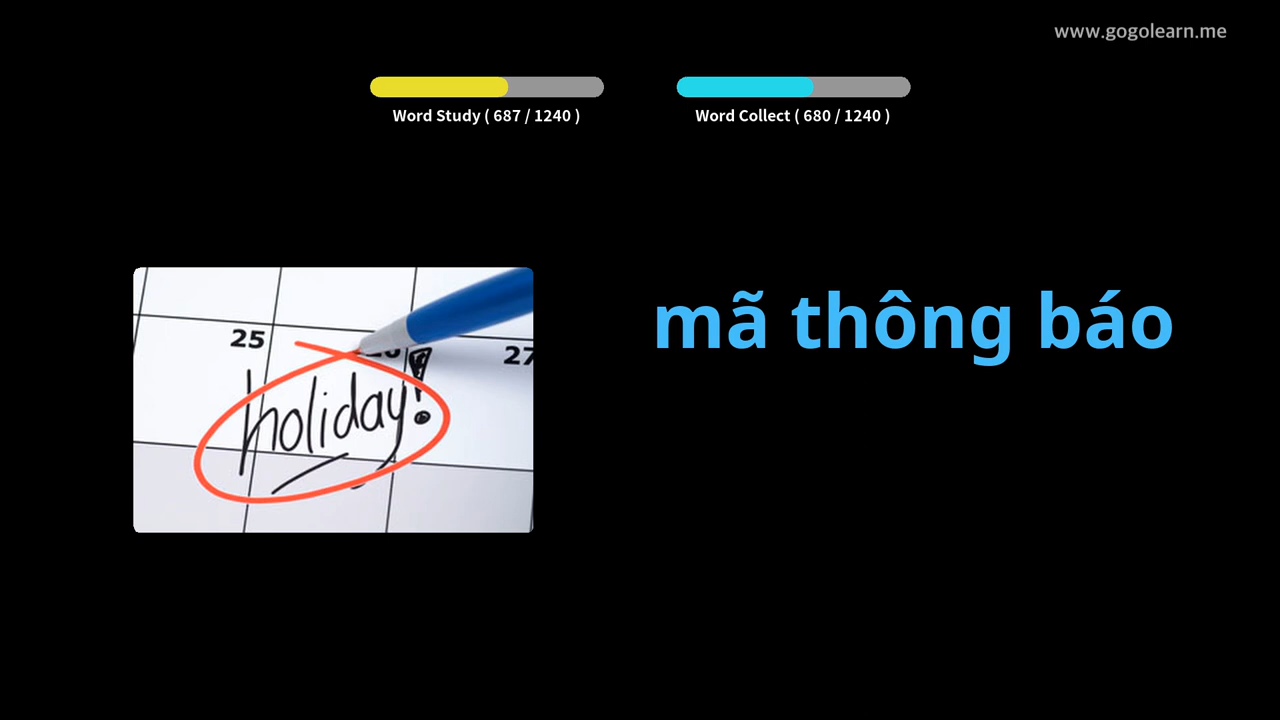 www.gogolearn.me
Word Study ( 687 / 1240 )
Word Collect ( 680 / 1240 )
mã thông báo
25
27
holiday!